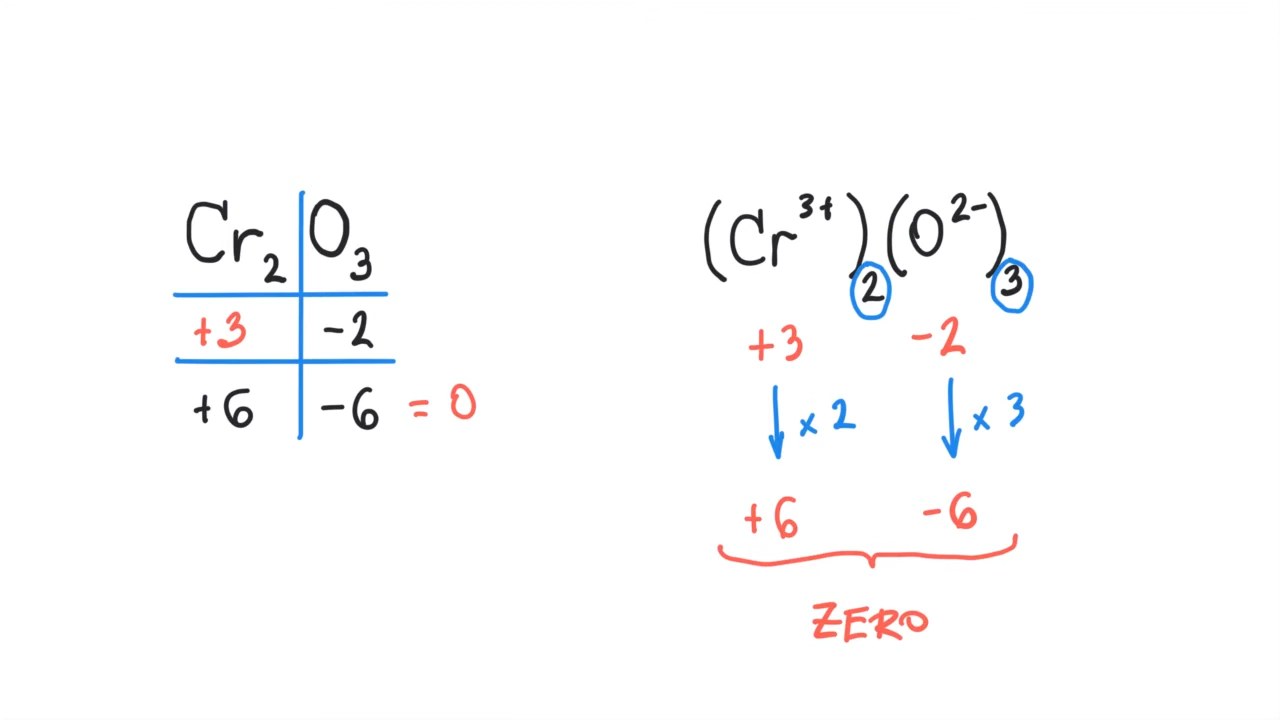 Cr₂ O₃
+3 -2
+6 -6 = 0
(Cr³⁺)₂(O²⁻)₃
+3 -2
x 2 x 3
+6 -6
ZERO